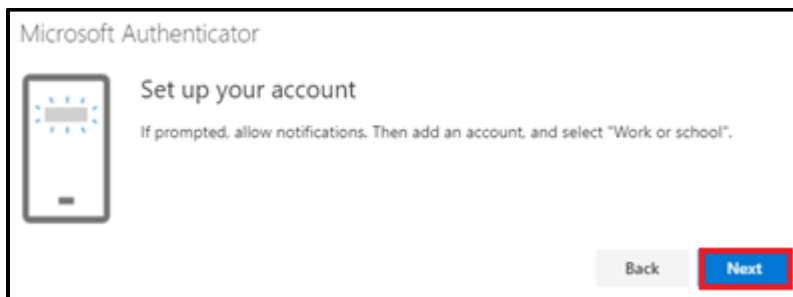 Microsoft Authenticator
Set up your account
If prompted, allow notifications. Then add an account, and select "Work or school".
Back
Next